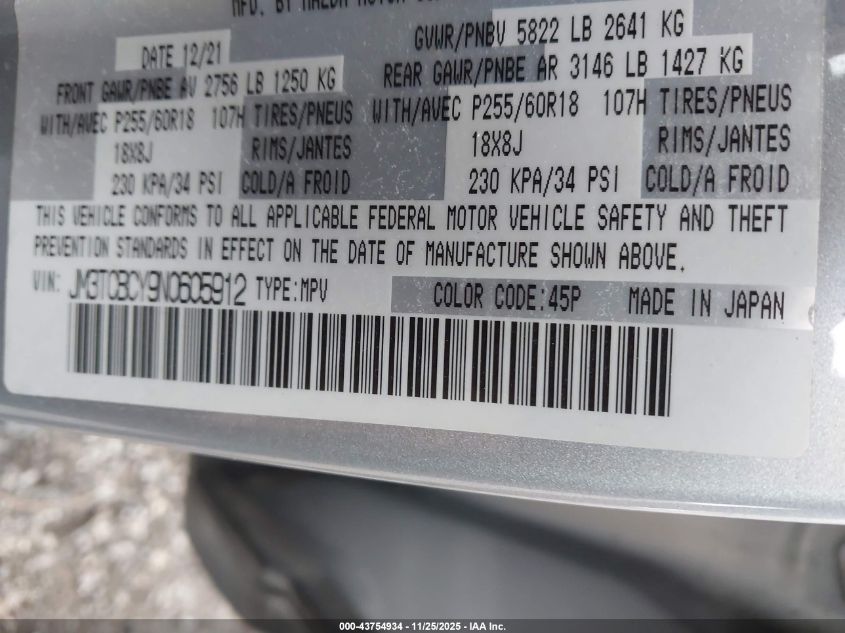 MFD. BY MAZDA MOTOR
DATE 12/21 GVWR/PNBV 5822 LB 2641 KG
FRONT GAWR/PNBE AV 2756 LB 1250 KG REAR GAWR/PNBE AR 3146 LB 1427 KG
WITH/AVEC P255/60R18 107H TIRES/PNEUS WITH/AVEC P255/60R18 107H TIRES/PNEUS
18X8J RIMS/JANTES 18X8J RIMS/JANTES
230 KPA/34 PSI COLD/A FROID 230 KPA/34 PSI COLD/A FROID
THIS VEHICLE CONFORMS TO ALL APPLICABLE FEDERAL MOTOR VEHICLE SAFETY AND THEFT
PREVENTION STANDARDS IN EFFECT ON THE DATE OF MANUFACTURE SHOWN ABOVE.
VIN: JM3TCBCY9N0605912 TYPE:MPV COLOR CODE:45P MADE IN JAPAN
000-43754934 - 11/25/2025 - IAA Inc.